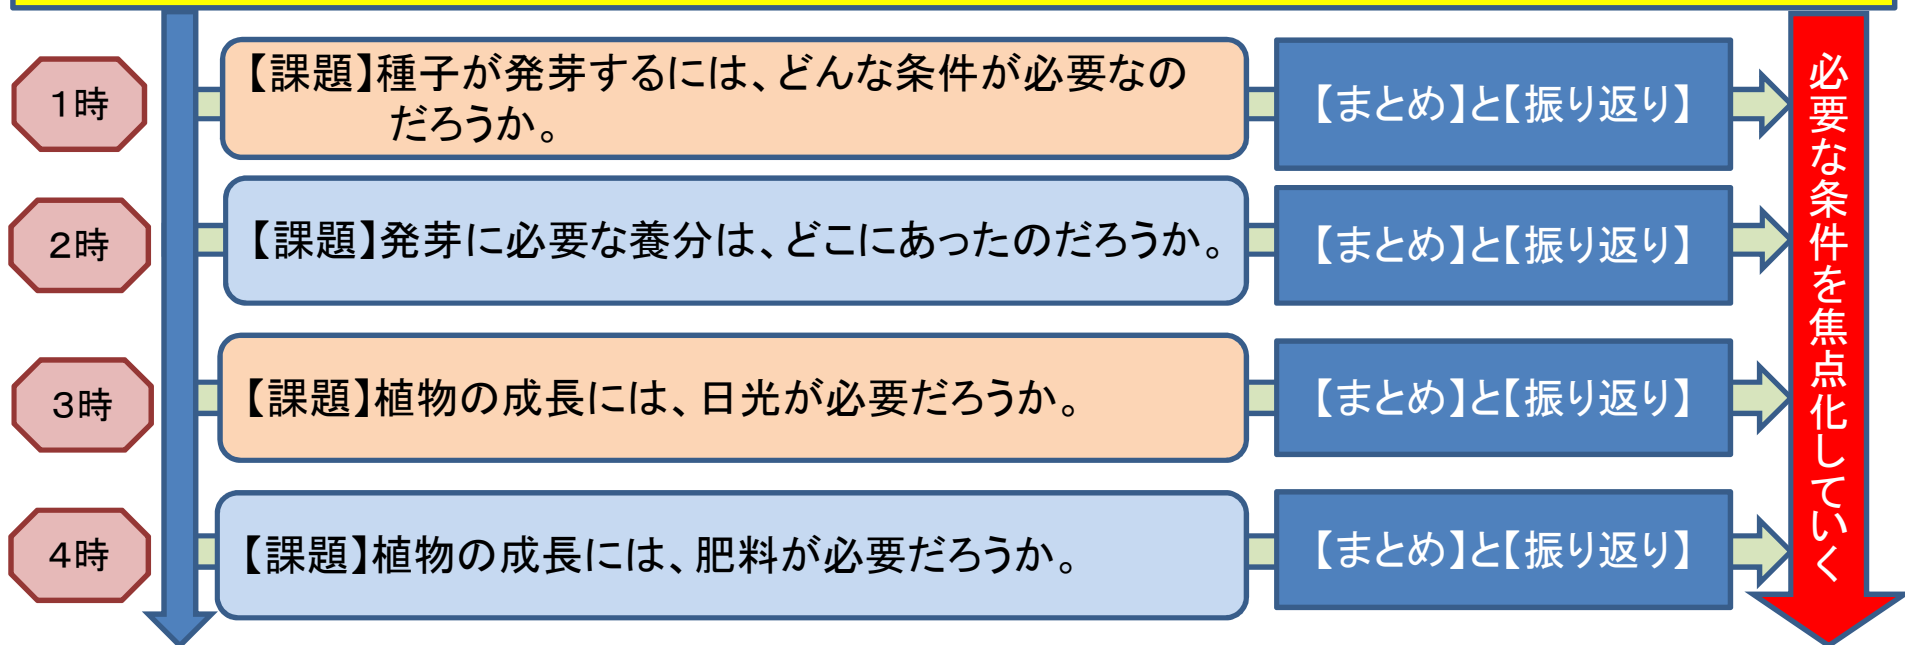 1時
【課題】種子が発芽するには、どんな条件が必要なの
だろうか。
【まとめ】と【振り返り】
2時
【課題】発芽に必要な養分は、どこにあったのだろうか。
【まとめ】と【振り返り】
3時
【課題】植物の成長には、日光が必要だろうか。
【まとめ】と【振り返り】
4時
【課題】植物の成長には、肥料が必要だろうか。
【まとめ】と【振り返り】
必要な条件を焦点化していく